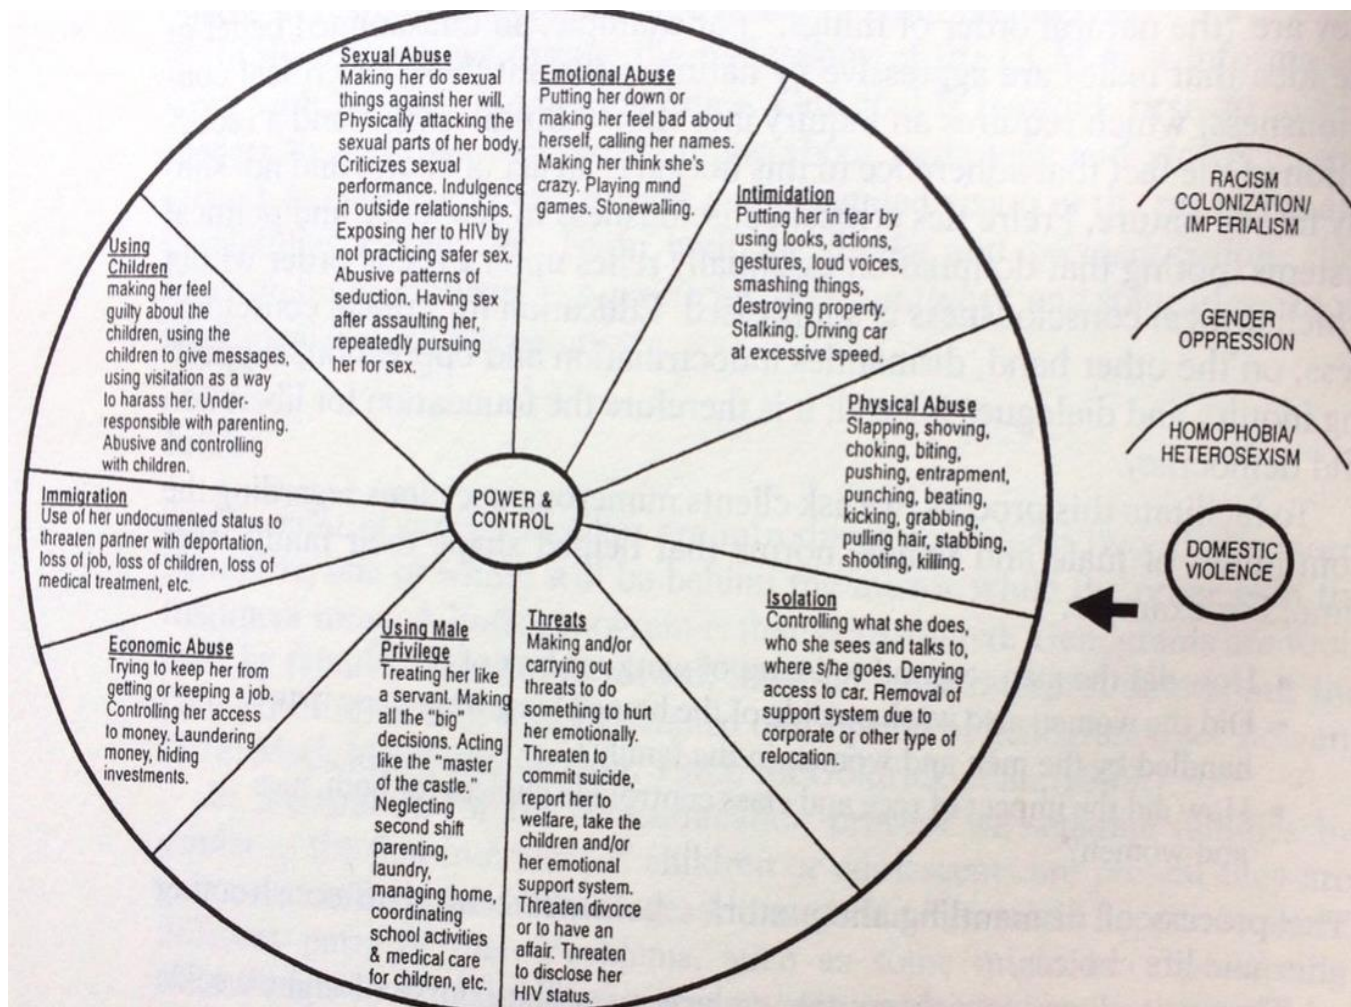 Sexual Abuse
Making her do sexual
things against her will.
Physically attacking the
sexual parts of her body.
Criticizes sexual
performance. Indulgence
in outside relationships.
Exposing her to HIV by
not practicing safer sex.
Abusive patterns of
seduction. Having sex
after assaulting her,
repeatedly pursuing
her for sex.
Emotional Abuse
Putting her down or
making her feel bad about
herself, calling her names.
Making her think she's
crazy. Playing mind
games. Stonewalling.
Intimidation
Putting her in fear by
using looks, actions,
gestures, loud voices,
smashing things,
destroying property.
Stalking. Driving car
at excessive speed.
Physical Abuse
Slapping, shoving,
choking, biting,
pushing, entrapment,
punching, beating,
kicking, grabbing,
pulling hair, stabbing,
shooting, killing.
Isolation
Controlling what she does,
who she sees and talks to,
where s/he goes. Denying
access to car. Removal of
support system due to
corporate or other type of
relocation.
Threats
Making and/or
carrying out
threats to do
something to hurt
her emotionally.
Threaten to
commit suicide,
report her to
welfare, take the
children and/or
her emotional
support system.
Threaten divorce
or to have an
affair. Threaten
to disclose her
HIV status.
Using Male
Privilege
Treating her like
a servant. Making
all the "big"
decisions. Acting
like the "master
of the castle."
Neglecting
second shift
parenting,
laundry,
managing home,
coordinating
school activities
& medical care
for children, etc.
Economic Abuse
Trying to keep her from
getting or keeping a job.
Controlling her access
to money. Laundering
money, hiding
investments.
Immigration
Use of her undocumented status to
threaten partner with deportation,
loss of job, loss of children, loss of
medical treatment, etc.
Using
Children
making her feel
guilty about the
children, using the
children to give messages,
using visitation as a way
to harass her. Under-
responsible with parenting.
Abusive and controlling
with children.
POWER &
CONTROL
RACISM
COLONIZATION/
IMPERIALISM
GENDER
OPPRESSION
HOMOPHOBIA/
HETEROSEXISM
DOMESTIC
VIOLENCE